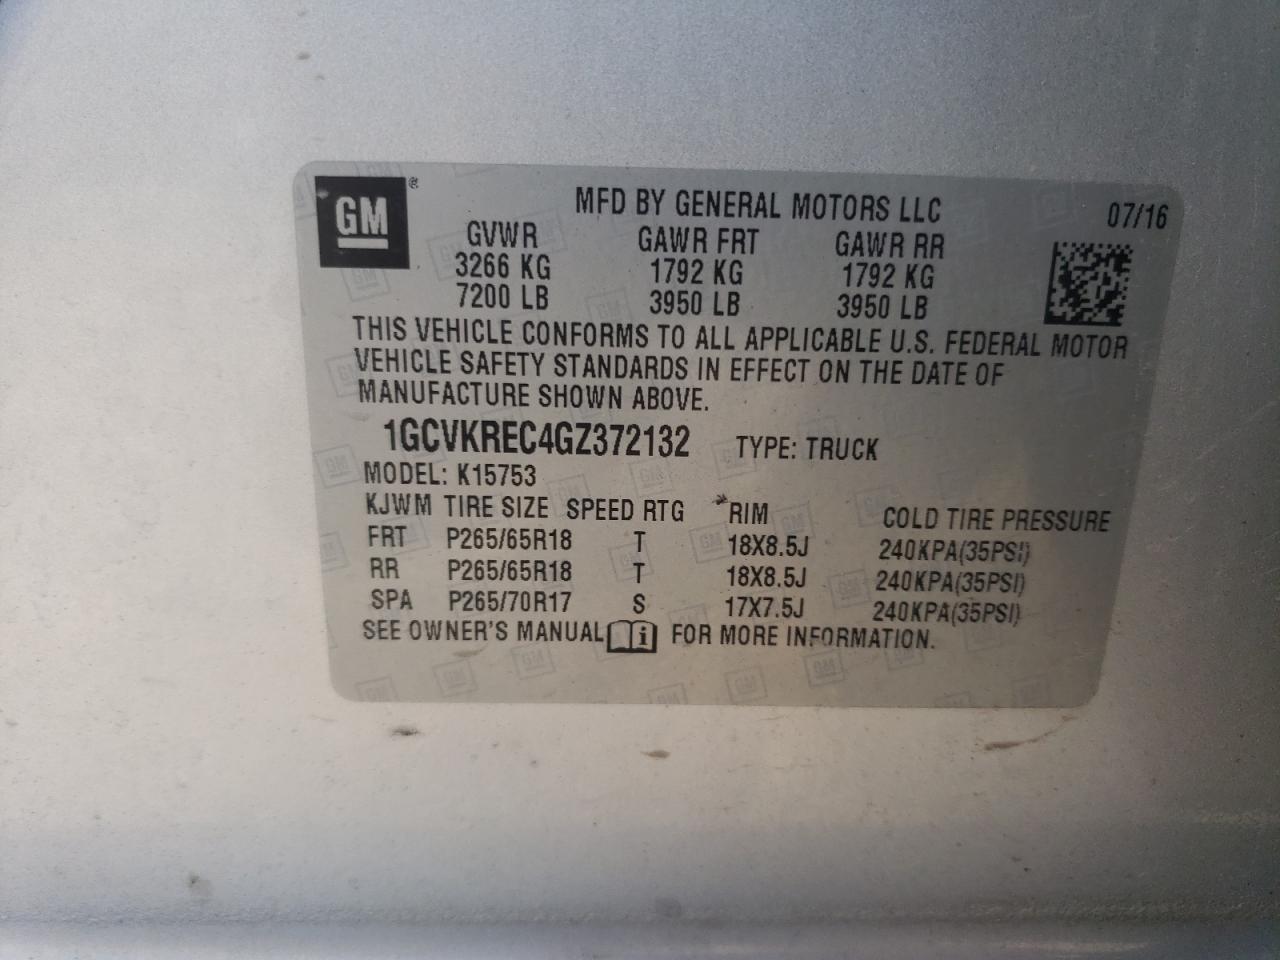 GM®
MFD BY GENERAL MOTORS LLC 07/16
GVWR GAWR FRT GAWR RR
3266 KG 1792 KG 1792 KG
7200 LB 3950 LB 3950 LB
THIS VEHICLE CONFORMS TO ALL APPLICABLE U.S. FEDERAL MOTOR
VEHICLE SAFETY STANDARDS IN EFFECT ON THE DATE OF
MANUFACTURE SHOWN ABOVE.
1GCVKREC4GZ372132 TYPE: TRUCK
MODEL: K15753
KJWM TIRE SIZE SPEED RTG RIM COLD TIRE PRESSURE
FRT P265/65R18 T 18X8.5J 240KPA(35PSI)
RR P265/65R18 T 18X8.5J 240KPA(35PSI)
SPA P265/70R17 S 17X7.5J 240KPA(35PSI)
SEE OWNER'S MANUAL i FOR MORE INFORMATION.